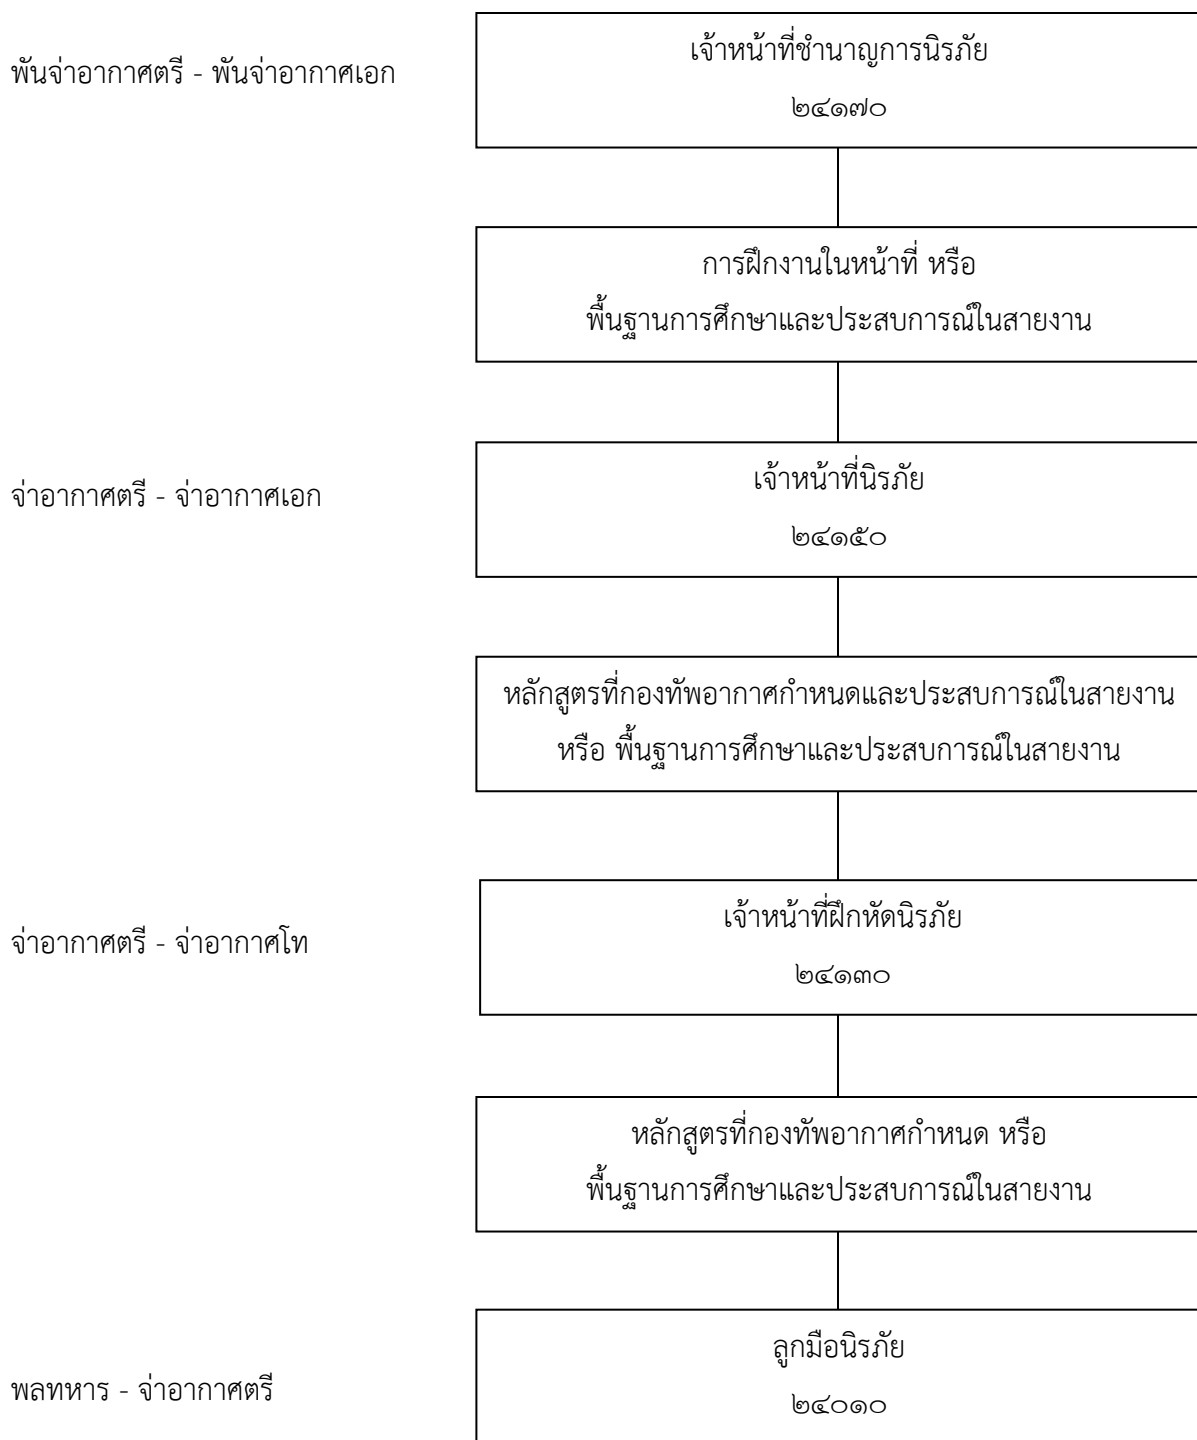 พันจ่าอากาศตรี - พันจ่าอากาศเอก
เจ้าหน้าที่ชำนาญการนิรภัย
๒๔๑๗๐
การฝึกงานในหน้าที่ หรือ
พื้นฐานการศึกษาและประสบการณ์ในสายงาน
จ่าอากาศตรี - จ่าอากาศเอก
เจ้าหน้าที่นิรภัย
๒๔๑๕๐
หลักสูตรที่กองทัพอากาศกำหนดและประสบการณ์ในสายงาน
หรือ พื้นฐานการศึกษาและประสบการณ์ในสายงาน
จ่าอากาศตรี - จ่าอากาศโท
เจ้าหน้าที่ฝึกหัดนิรภัย
๒๔๑๓๐
หลักสูตรที่กองทัพอากาศกำหนด หรือ
พื้นฐานการศึกษาและประสบการณ์ในสายงาน
พลทหาร - จ่าอากาศตรี
ลูกมือนิรภัย
๒๔๐๑๐